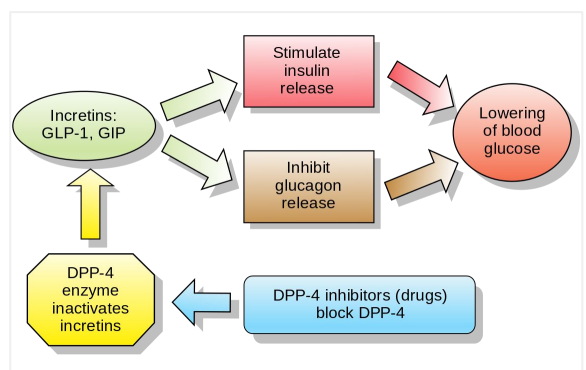 Stimulate
insulin
release
Incretins:
GLP-1, GIP
Lowering
of blood
glucose
Inhibit
glucagon
release
DPP-4
enzyme
inactivates
incretins
DPP-4 inhibitors (drugs)
block DPP-4